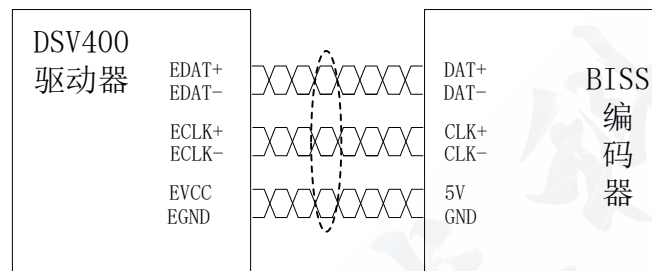 DSV400
驱动器
EDAT+
EDAT-
ECLK+
ECLK-
EVCC
EGND
DAT+
DAT-
CLK+
CLK-
5V
GND
BISS
编
码
器